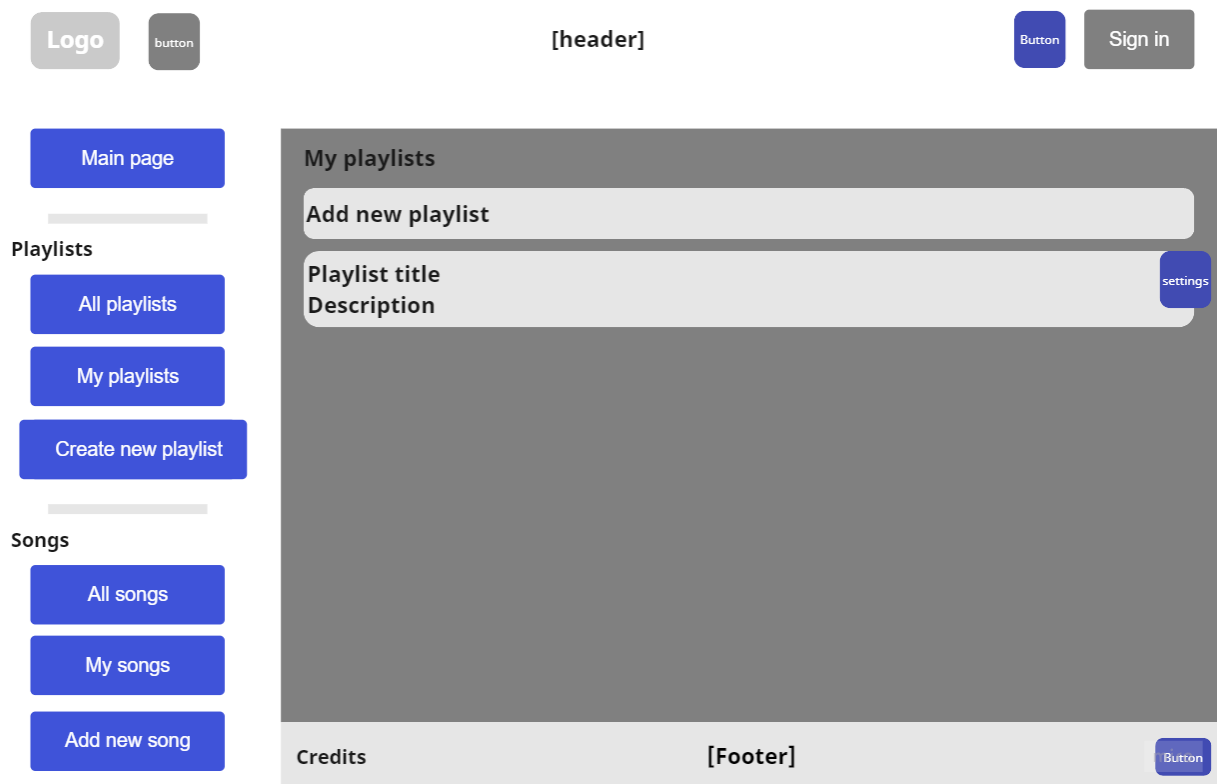 Logo
button
[header]
Button
Sign in
Main page
Playlists
All playlists
My playlists
Create new playlist
Songs
All songs
My songs
Add new song
My playlists
Add new playlist
Playlist title
Description
settings
Credits
[Footer]
Button